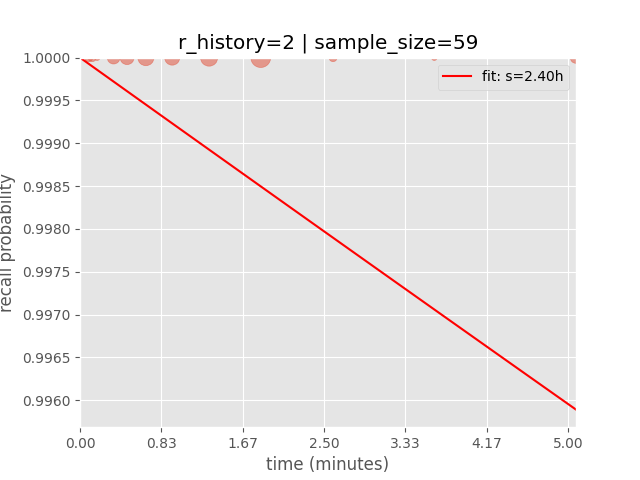 r_history=2 | sample_size=59
fit: s=2.40h
recall probability
1.0000
0.9995
0.9990
0.9985
0.9980
0.9975
0.9970
0.9965
0.9960
0.00 0.83 1.67 2.50 3.33 4.17 5.00
time (minutes)